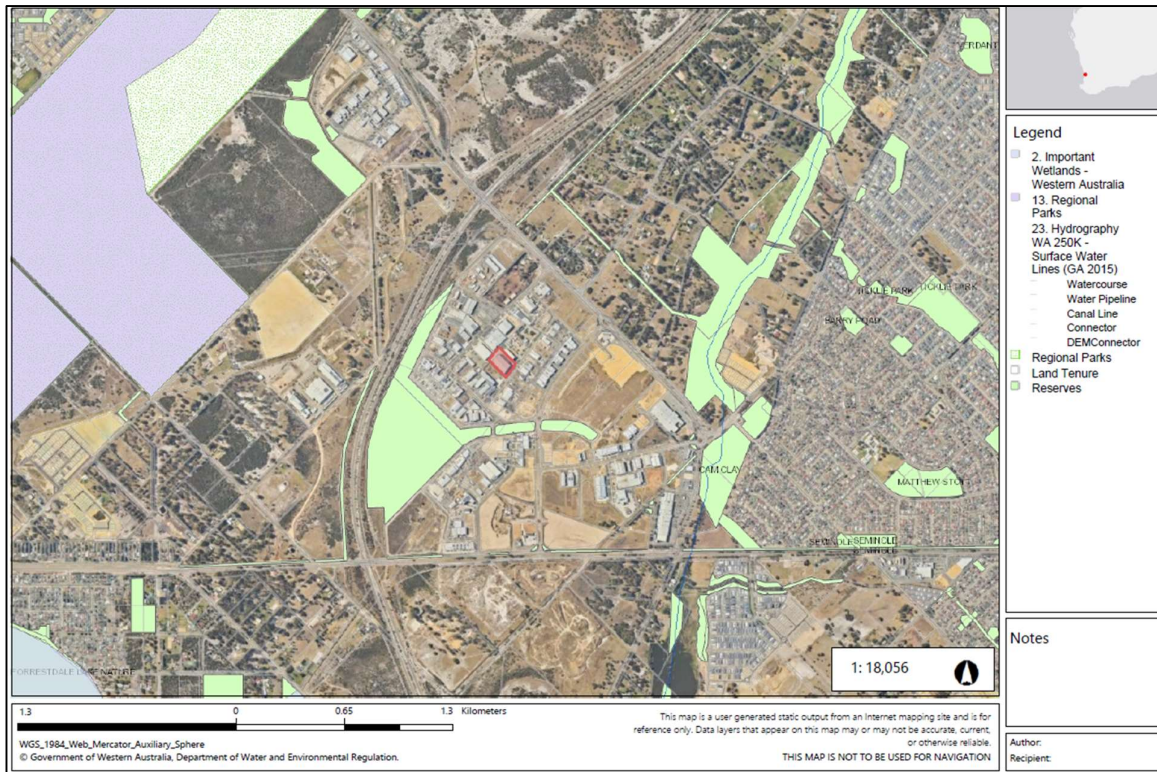 VERDANT
TICKLIE PARK
TICKLIE PARK
BARRY ROAD
CAM CLAY
MATTHEW STOTT
SEMINOLE
SEMINOLE
SEMINOLE
FORRESTDALE LAKE NATURE
1: 18,056
Legend
2. Important
Wetlands -
Western Australia
13. Regional
Parks
23. Hydrography
WA 250K -
Surface Water
Lines (GA 2015)
Watercourse
Water Pipeline
Canal Line
Connector
DEMConnector
Regional Parks
Land Tenure
Reserves
Notes
1.3 0 0.65 1.3 Kilometers
WGS_1984_Web_Mercator_Auxiliary_Sphere
© Government of Western Australia, Department of Water and Environmental Regulation.
This map is a user generated static output from an Internet mapping site and is for
reference only. Data layers that appear on this map may or may not be accurate, current,
or otherwise reliable.
THIS MAP IS NOT TO BE USED FOR NAVIGATION
Author:
Recipient: